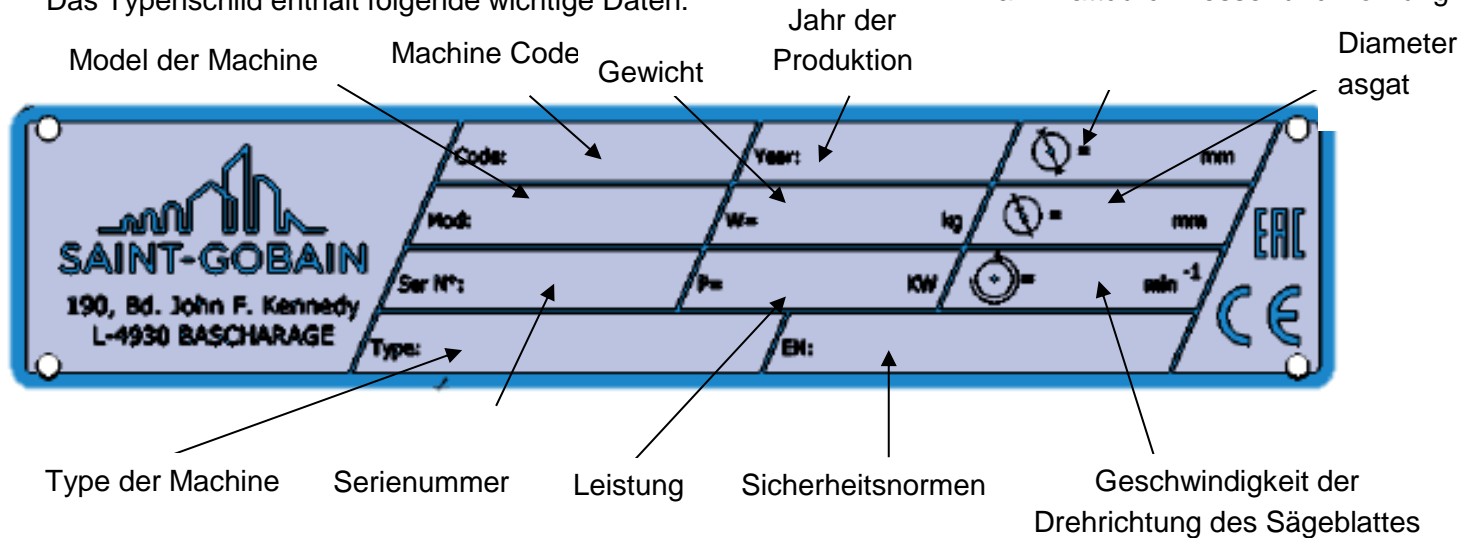 Das Typenschild enthält folgende wichtige Daten:
Jahr der
Produktion
Model der Machine
Machine Code
Gewicht
Diameter
asgat
Code:
Year:
=
mm
Mod:
W=
kg
=
mm
SAINT-GOBAIN
190, Bd. John F. Kennedy
L-4930 BASCHARAGE
Ser N°:
P=
KW
=
min -1
EAC
CE
Type:
EN:
Type der Machine
Serienummer
Leistung
Sicherheitsnormen
Geschwindigkeit der
Drehrichtung des Sägeblattes